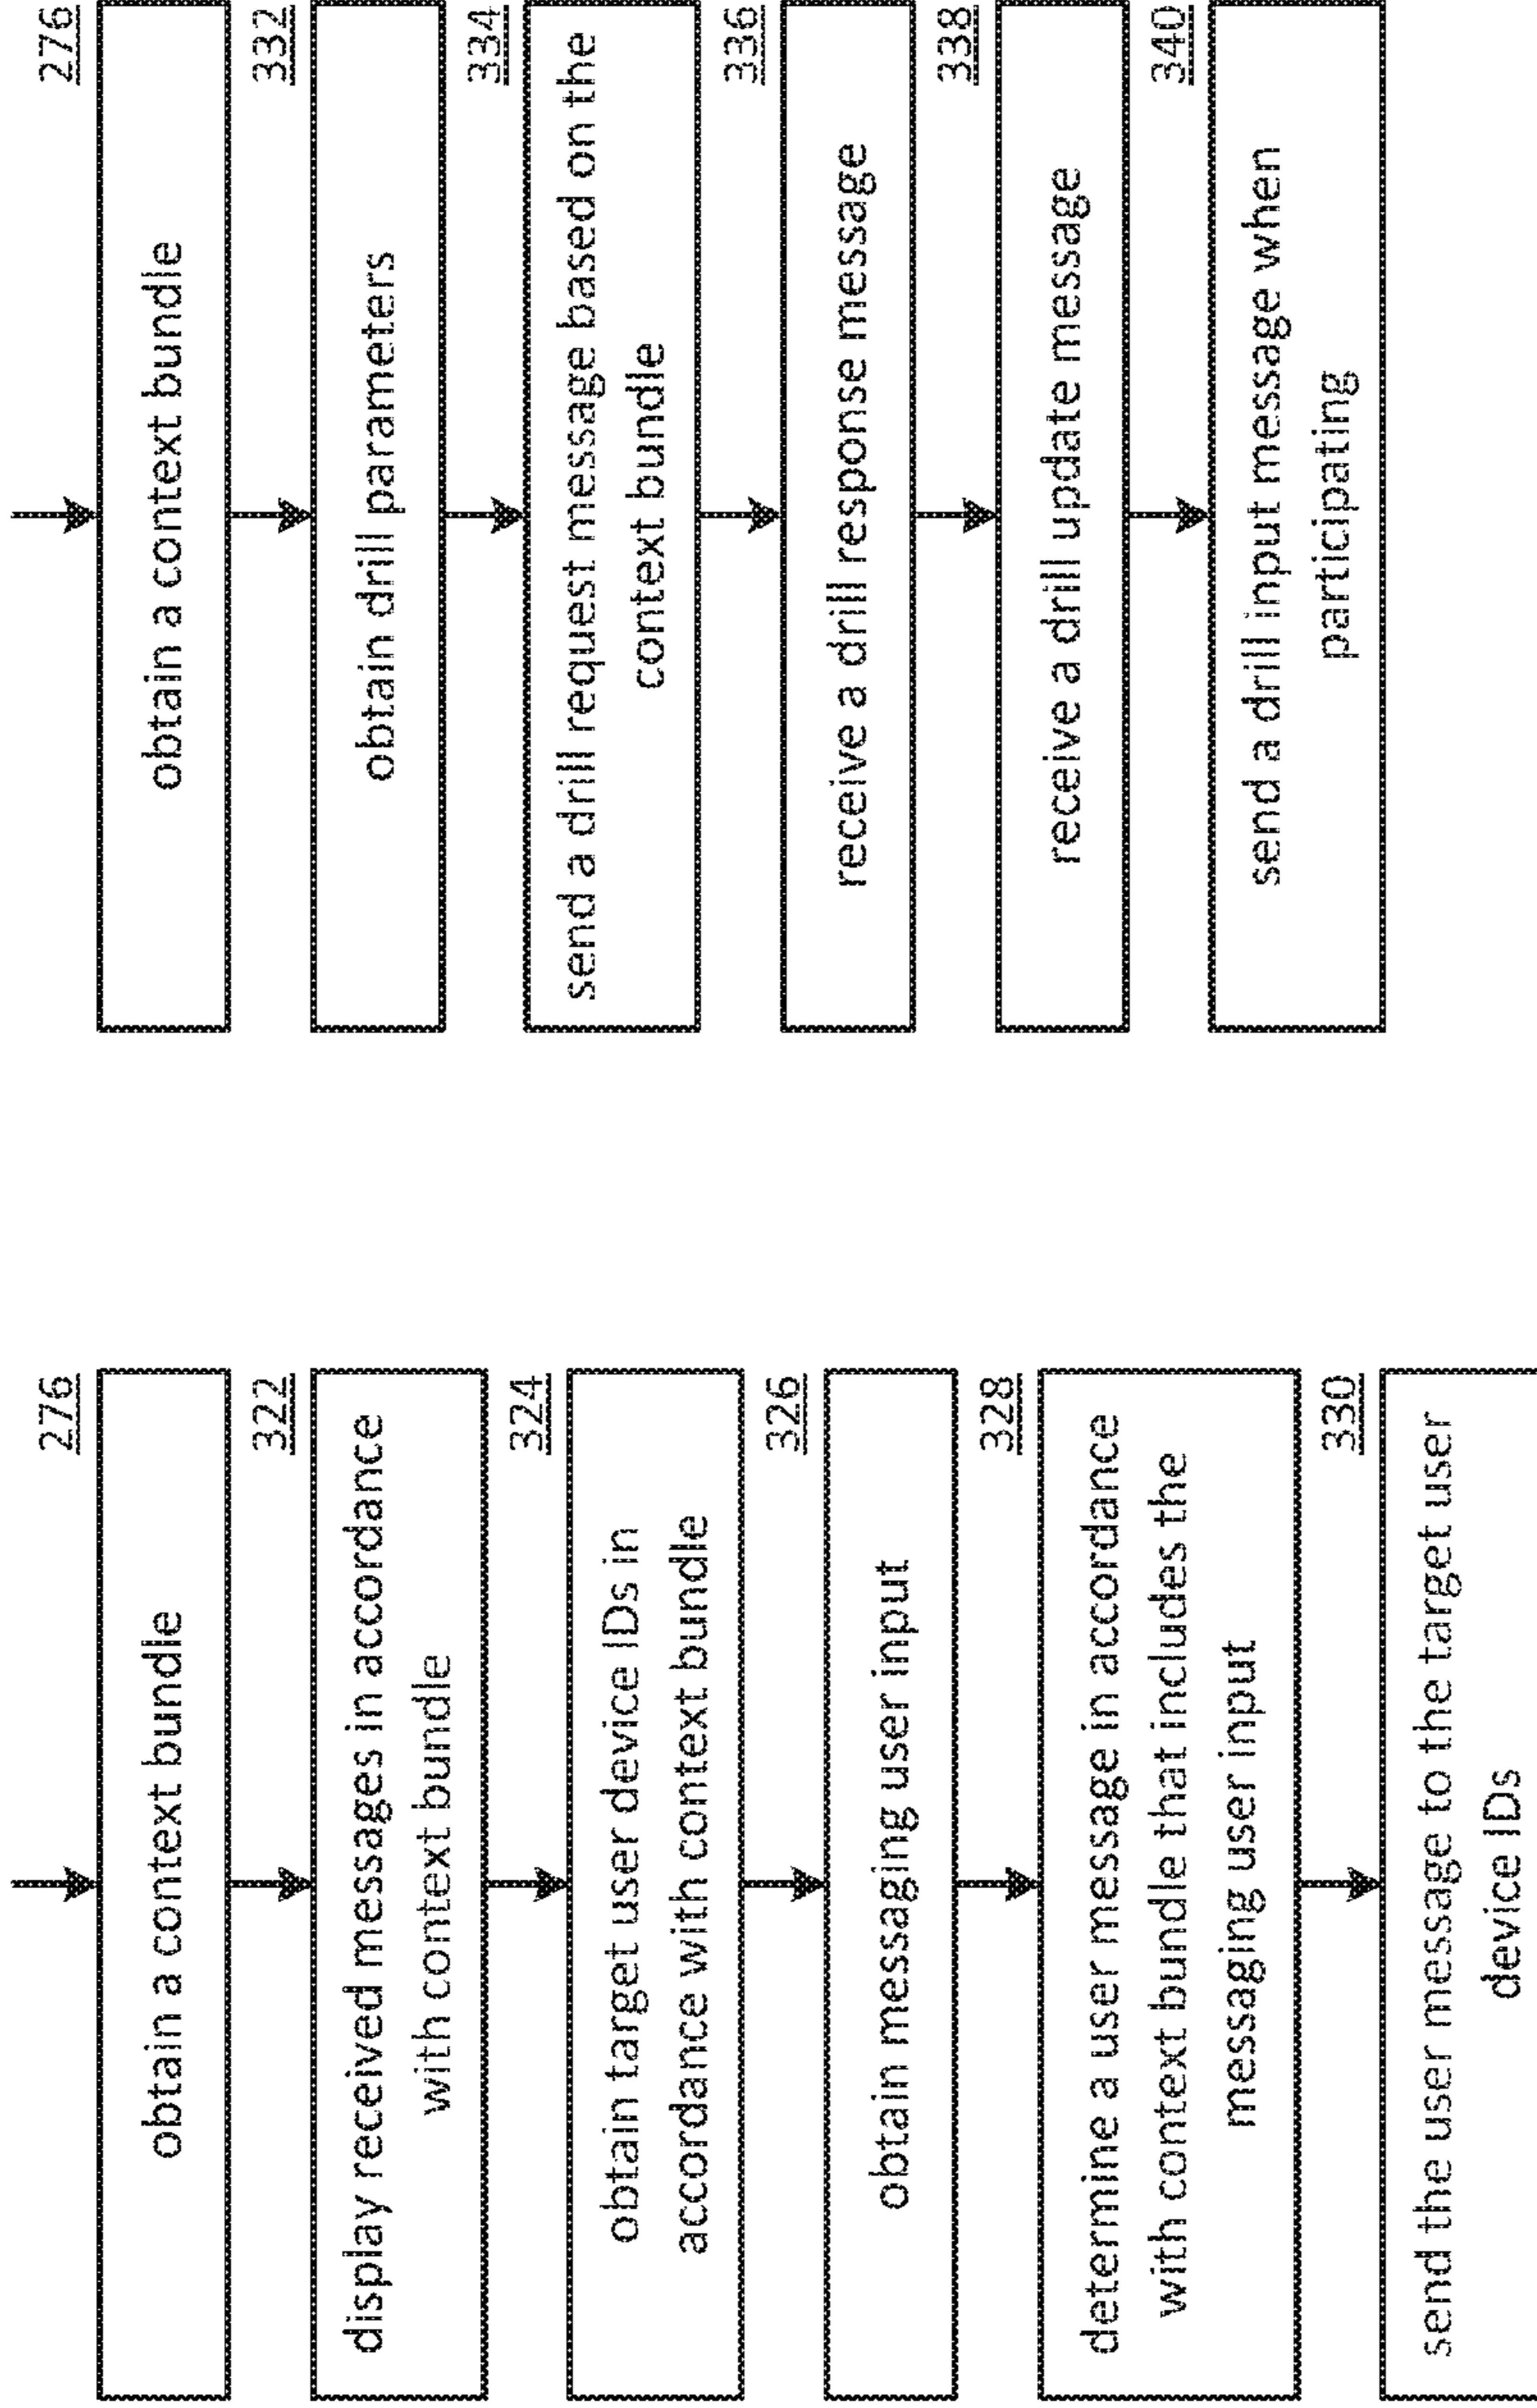 276
obtain a context bundle
322
display received messages in accordance
with context bundle
324
obtain target user device IDs in
accordance with context bundle
326
obtain messaging user input
328
determine a user message in accordance
with context bundle that includes the
messaging user input
330
send the user message to the target user
device IDs
276
obtain a context bundle
332
obtain drill parameters
334
send a drill request message based on the
context bundle
336
receive a drill response message
338
receive a drill update message
340
send a drill input message when
participating